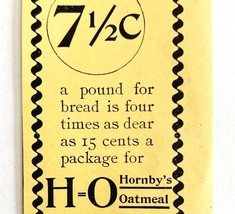 7½C
a pound for
bread is four
times as dear
as 15 cents a
package for
H=O Hornby's
Oatmeal